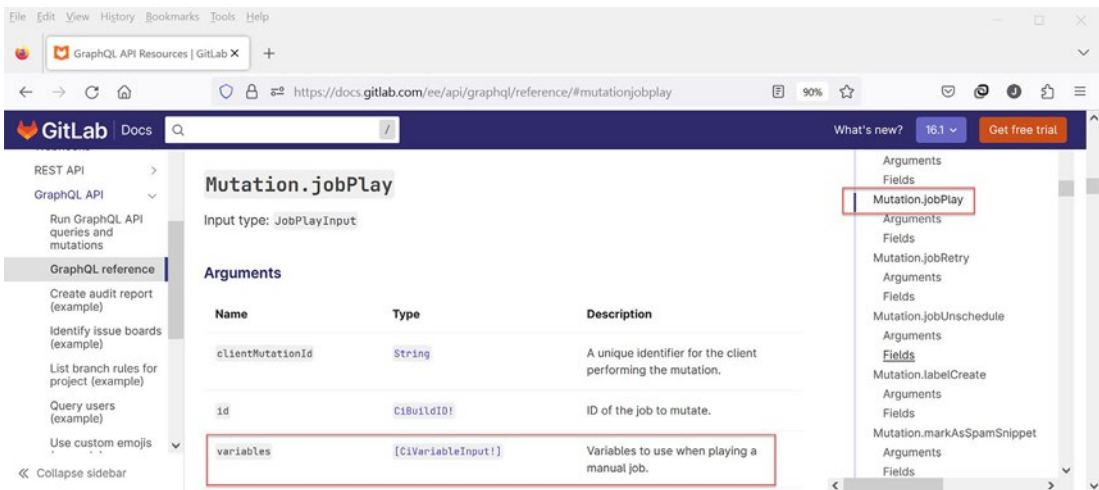 File Edit View History Bookmarks Tools Help
GraphQL API Resources | GitLab
https://docs.gitlab.com/ee/api/graphql/reference/#mutationjobplay
90%
GitLab Docs
/
What's new?
16.1
Get free trial
REST API
GraphQL API
Run GraphQL API
queries and
mutations
GraphQL reference
Create audit report
(example)
Identify issue boards
(example)
List branch rules for
project (example)
Query users
(example)
Use custom emojis
Collapse sidebar
Mutation.jobPlay
Input type: JobPlayInput
Arguments
Name Type Description
clientMutationId String A unique identifier for the client
performing the mutation.
id CiBuildID! ID of the job to mutate.
variables [CiVariableInput!] Variables to use when playing a
manual job.
Arguments
Fields
Mutation.jobPlay
Arguments
Fields
Mutation.jobRetry
Arguments
Fields
Mutation.jobUnschedule
Arguments
Fields
Mutation.labelCreate
Arguments
Fields
Mutation.markAsSpamSnippet
Arguments
Fields